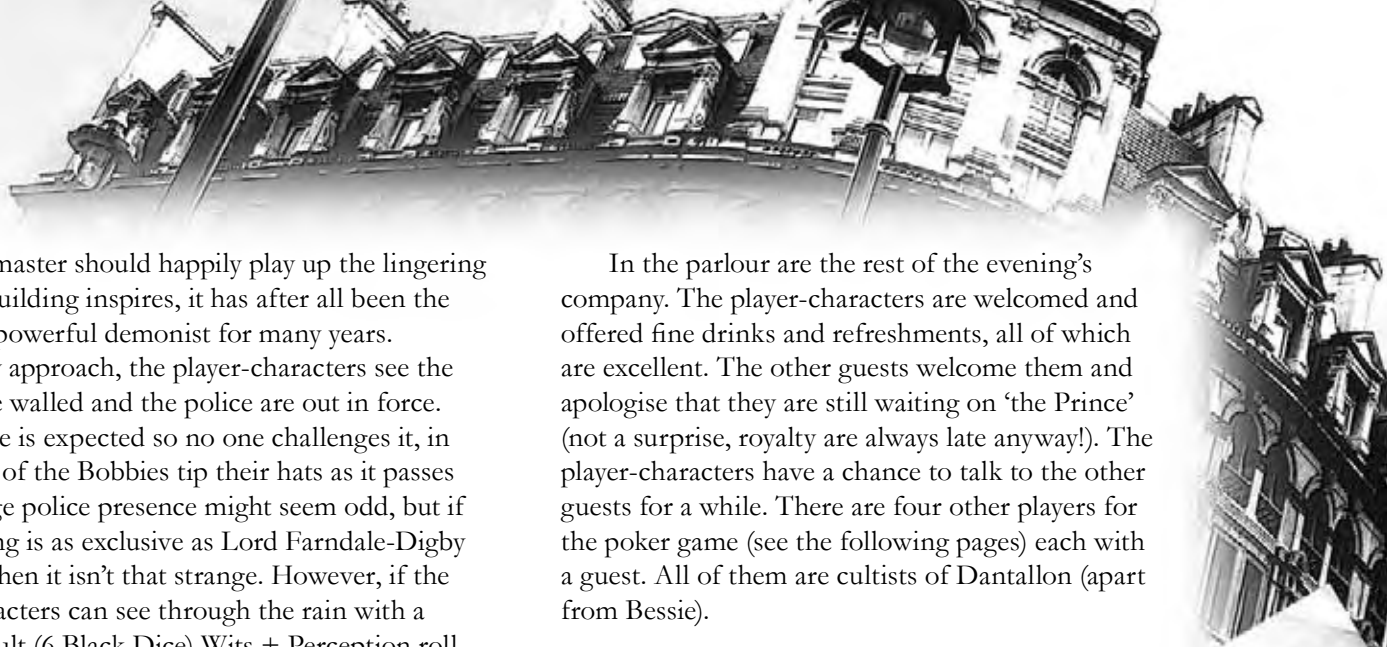 master should happily play up the lingering
uilding inspires, it has after all been the
powerful demonist for many years.
approach, the player-characters see the
walled and the police are out in force.
e is expected so no one challenges it, in
of the Bobbies tip their hats as it passes
ge police presence might seem odd, but if
ng is as exclusive as Lord Farndale-Digby
hen it isn’t that strange. However, if the
acters can see through the rain with a
ult (6 Black Dice) Wits + Perception roll
In the parlour are the rest of the evening’s
company. The player-characters are welcomed and
offered fine drinks and refreshments, all of which
are excellent. The other guests welcome them and
apologise that they are still waiting on ‘the Prince’
(not a surprise, royalty are always late anyway!). The
player-characters have a chance to talk to the other
guests for a while. There are four other players for
the poker game (see the following pages) each with
a guest. All of them are cultists of Dantallon (apart
from Bessie).